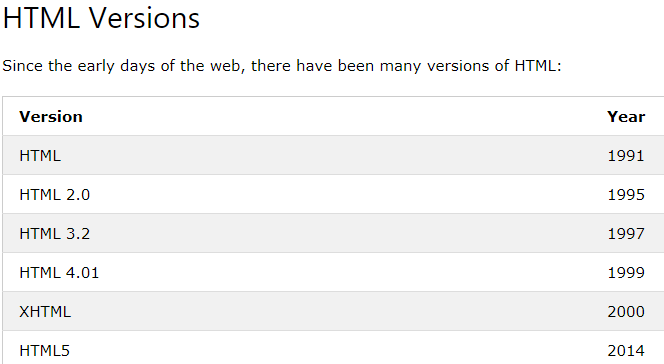 HTML Versions
Since the early days of the web, there have been many versions of HTML:
Version Year
HTML 1991
HTML 2.0 1995
HTML 3.2 1997
HTML 4.01 1999
XHTML 2000
HTML5 2014